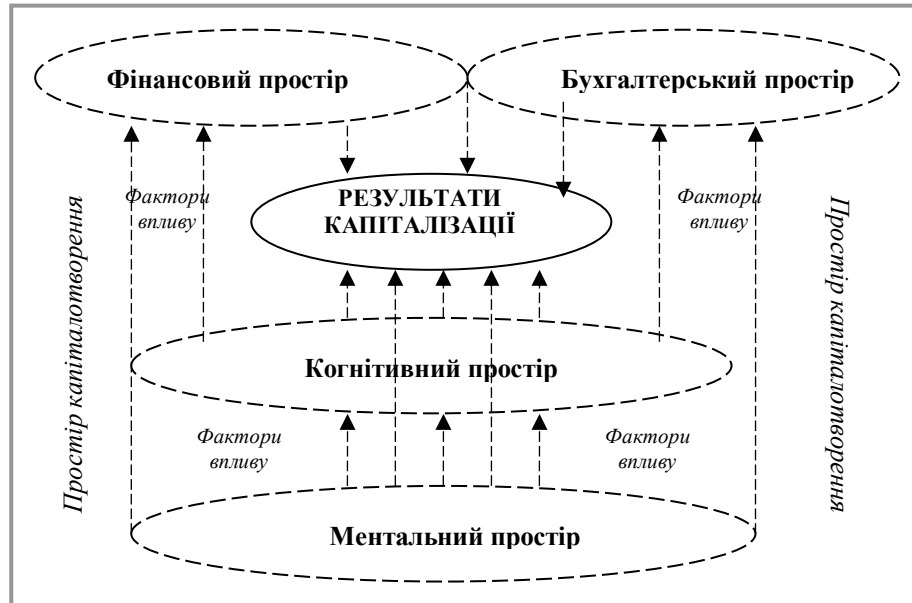 Фінансовий простір
Бухгалтерський простір
Фактори
впливу
РЕЗУЛЬТАТИ
КАПІТАЛІЗАЦІЇ
Фактори
впливу
Простір капіталотворення
Простір капіталотворення
Когнітивний простір
Фактори
впливу
Фактори
впливу
Ментальний простір